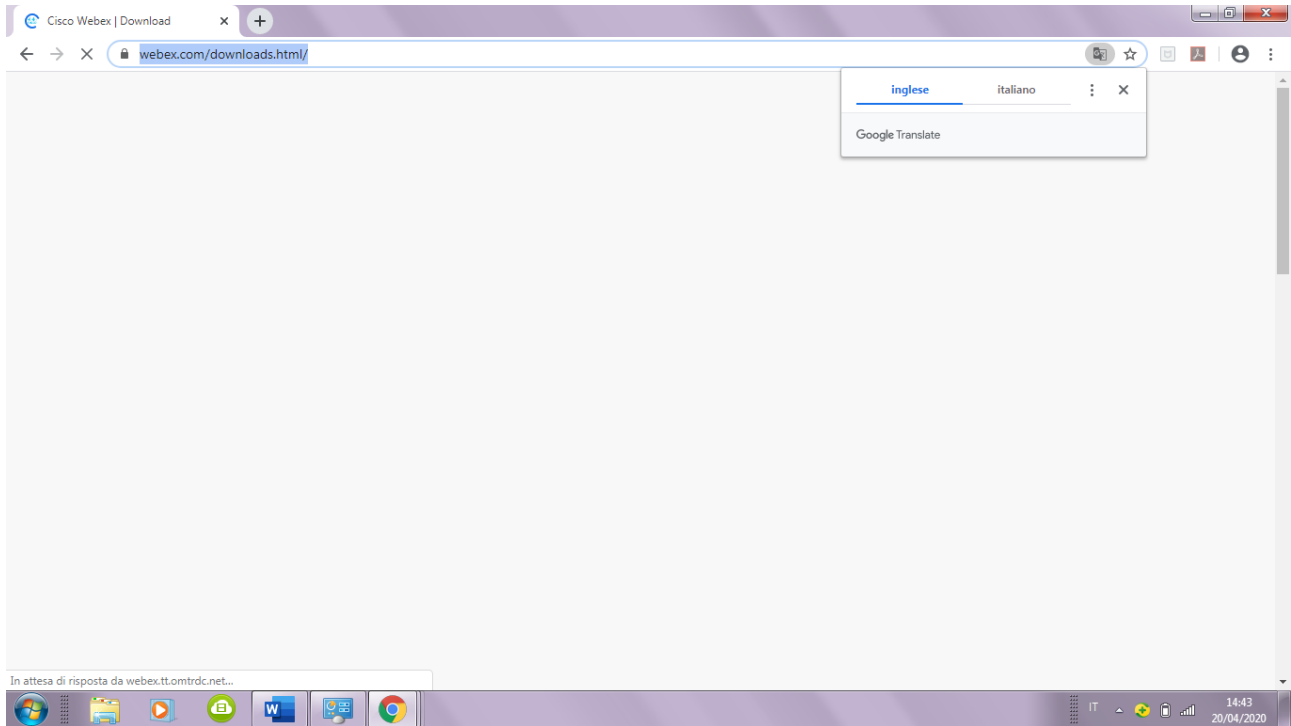 Cisco Webex | Download
webex.com/downloads.html/
inglese italiano
Google Translate
In attesa di risposta da webex.tt.omtrdc.net...
W
IT
14:43
20/04/2020